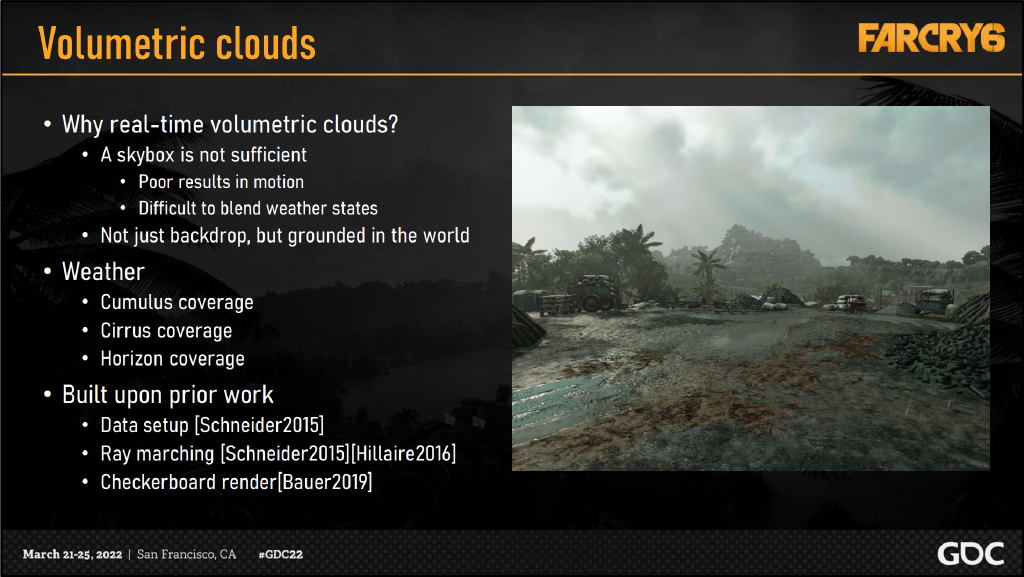 Volumetric clouds
FARCRY6
• Why real-time volumetric clouds?
• A skybox is not sufficient
• Poor results in motion
• Difficult to blend weather states
• Not just backdrop, but grounded in the world
• Weather
• Cumulus coverage
• Cirrus coverage
• Horizon coverage
• Built upon prior work
• Data setup [Schneider2015]
• Ray marching [Schneider2015][Hillaire2016]
• Checkerboard render[Bauer2019]
March 21-25, 2022 | San Francisco, CA #GDC22
GDC